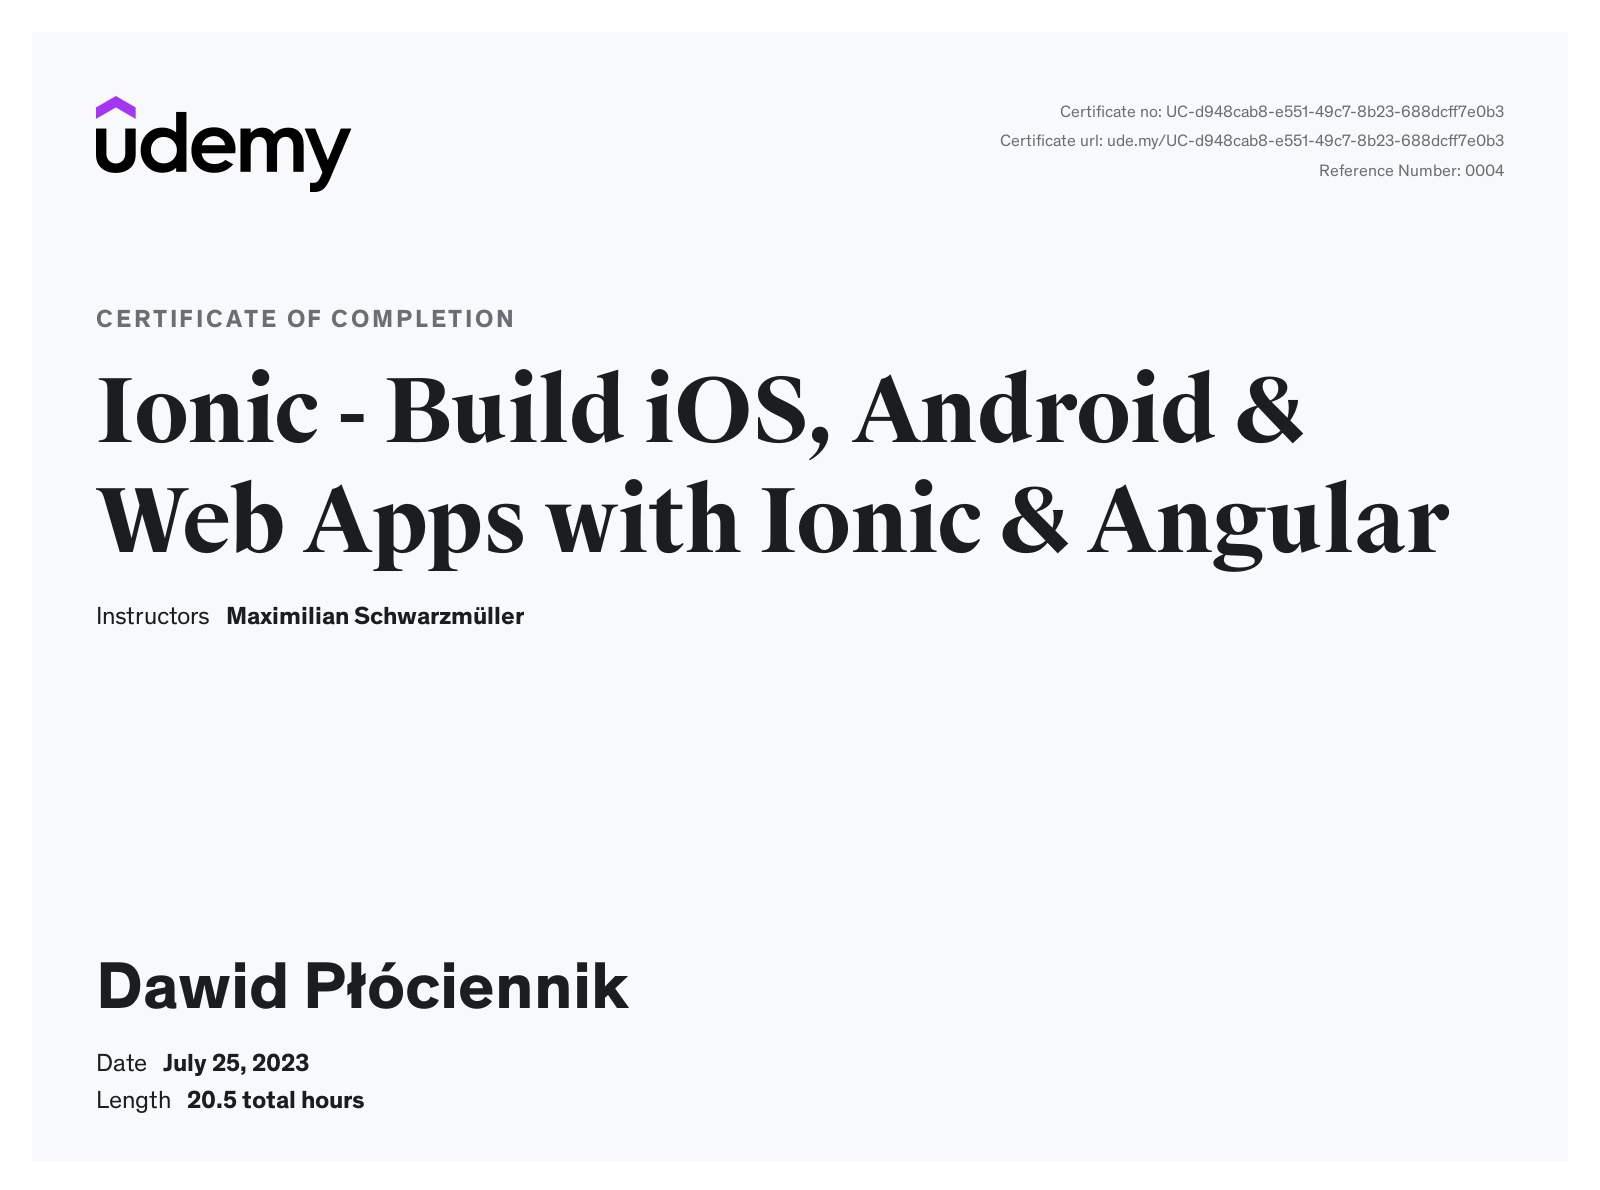 udemy
Certificate no: UC-d948cab8-e551-49c7-8b23-688dcff7e0b3
Certificate url: ude.my/UC-d948cab8-e551-49c7-8b23-688dcff7e0b3
Reference Number: 0004
CERTIFICATE OF COMPLETION
Ionic - Build iOS, Android &
Web Apps with Ionic & Angular
Instructors Maximilian Schwarzmüller
Dawid Płóciennik
Date July 25, 2023
Length 20.5 total hours